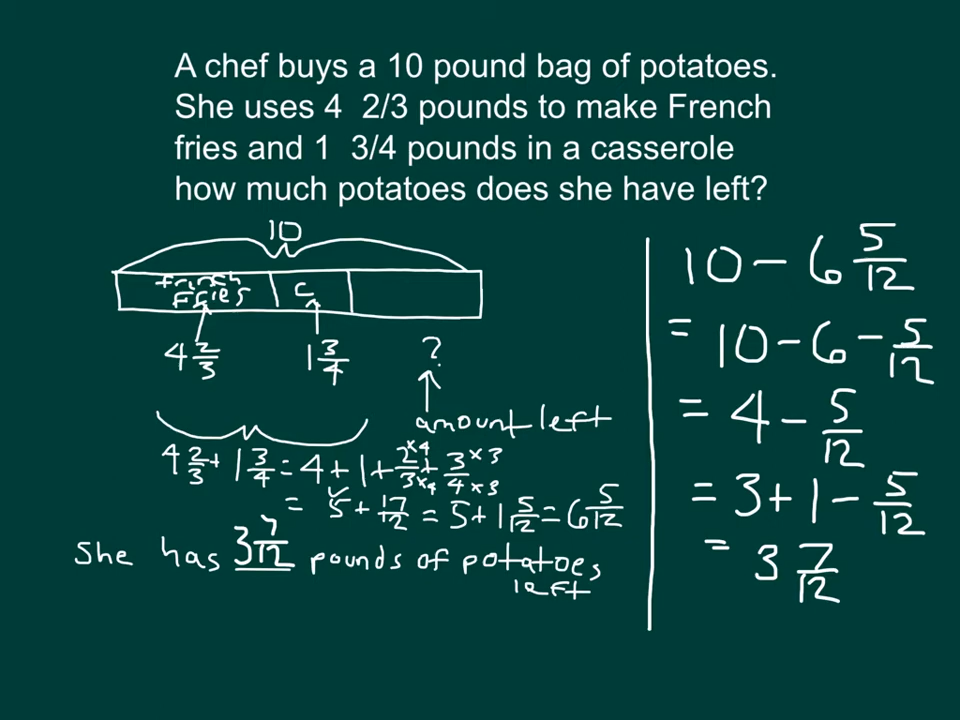 A chef buys a 10 pound bag of potatoes.
She uses 4 2/3 pounds to make French
fries and 1 3/4 pounds in a casserole
how much potatoes does she have left?
10
french
fries
c
4 2/3
1 3/4
?
amount left
4 2/3 + 1 3/4 = 4 + 1 + 2×4/3×4 + 3×3/4×3
= 5 + 17/12 = 5 + 1 5/12 = 6 5/12
She has 3 7/12 pounds of potatoes
left
10 - 6 5/12
= 10 - 6 - 5/12
= 4 - 5/12
= 3 + 1 - 5/12
= 3 7/12